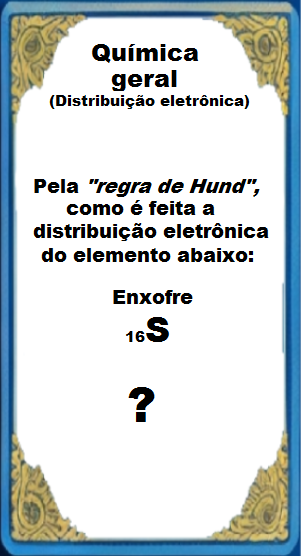 Química
geral
(Distribuição eletrônica)
Pela "regra de Hund",
como é feita a
distribuição eletrônica
do elemento abaixo:
Enxofre
16S
?